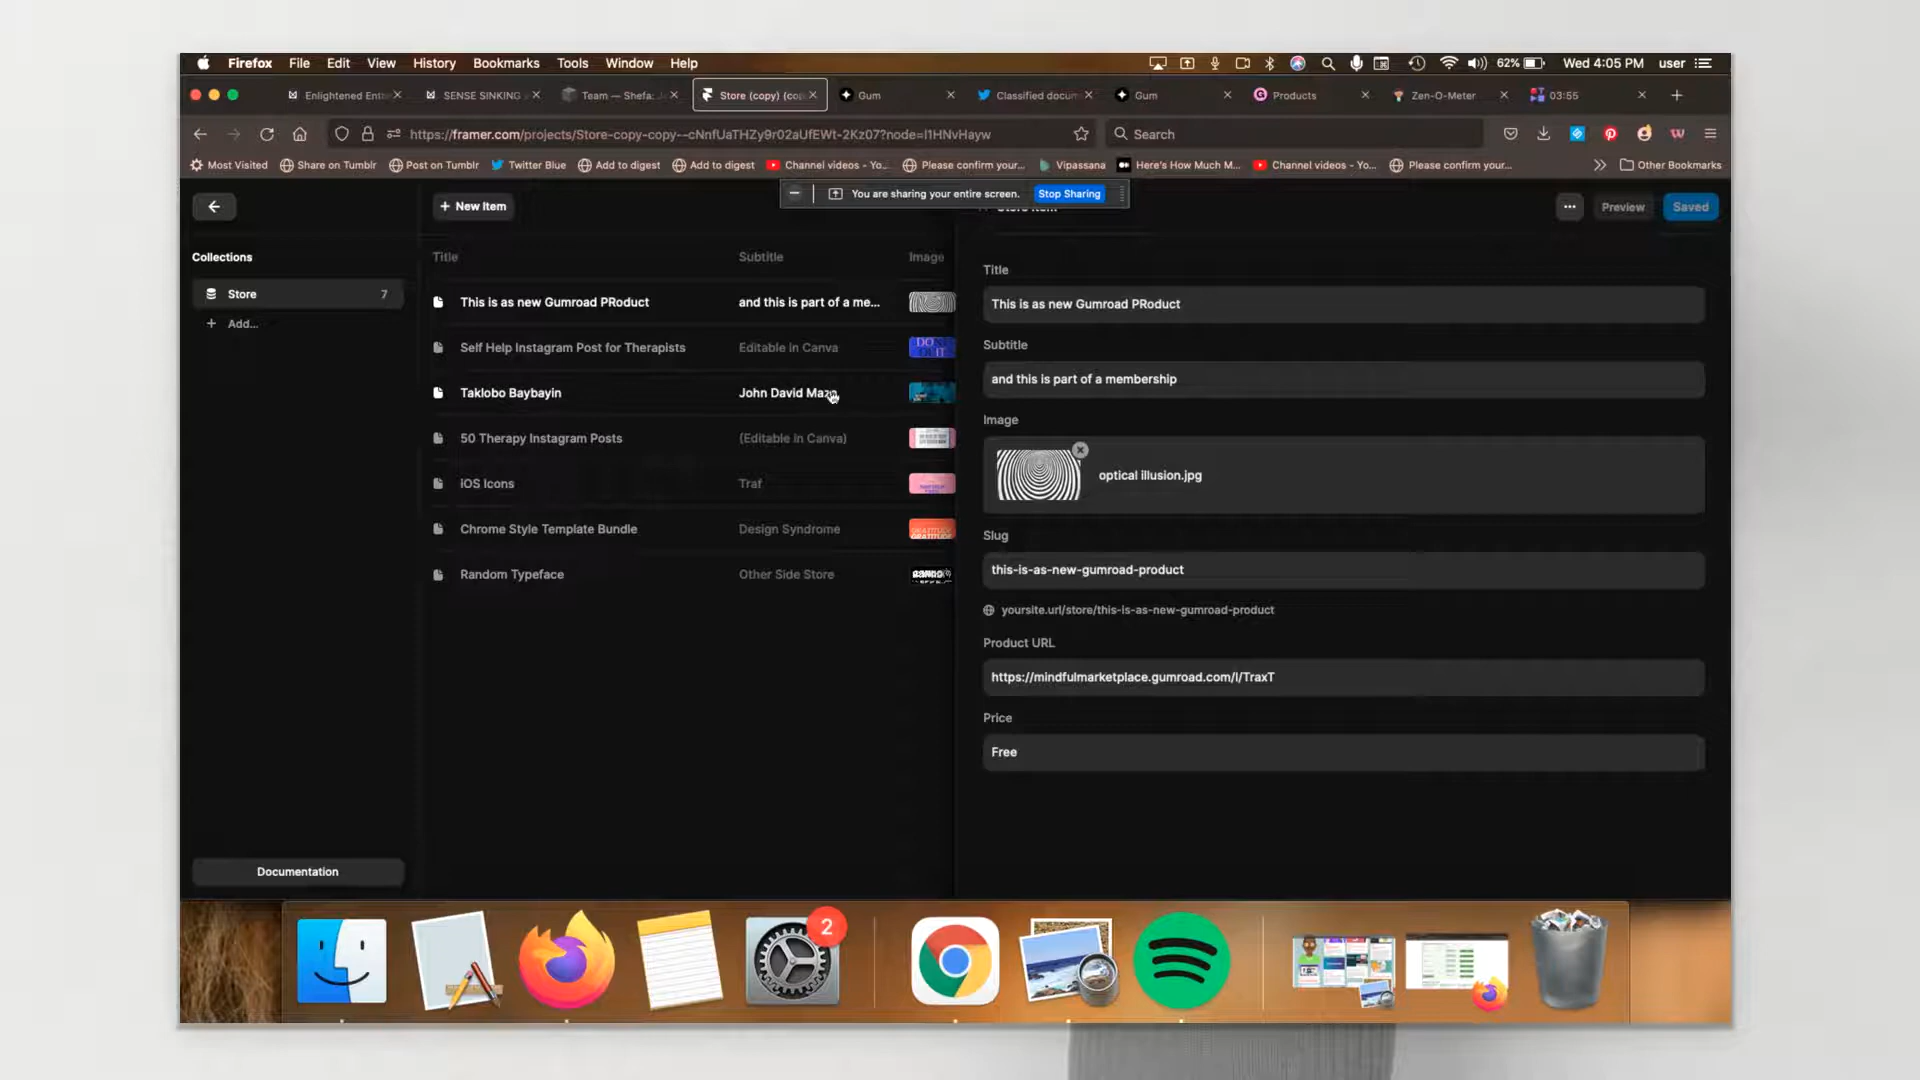 Firefox File Edit View History Bookmarks Tools Window Help 62% Wed 4:05 PM user
SENSE SINKING Store (copy) (co Gum Gum Products Zen-O-Meter 03:55
https://framer.com/projects/Store-copy-copy--cNnfUaTHZy9r02aUfEWt-2Kz07?node=I1HNvHayw Search
Most Visited Share on Tumblr Post on Tumblr Twitter Blue Add to digest Add to digest Channel videos - Yo... Please confirm your... Vipassana Here's How Much M... Channel videos - Yo... Please confirm your... Other Bookmarks
You are sharing your entire screen. Stop Sharing
+ New Item
Preview Saved
Collections
Store 7
+ Add...
Title Subtitle Image
This is as new Gumroad PRoduct and this is part of a me...
Self Help Instagram Post for Therapists Editable in Canva
Taklobo Baybayin John David Maz
50 Therapy Instagram Posts (Editable in Canva)
iOS Icons Traf
Chrome Style Template Bundle Design Syndrome
Random Typeface Other Side Store
Title
This is as new Gumroad PRoduct
Subtitle
and this is part of a membership
Image
optical illusion.jpg
Slug
this-is-as-new-gumroad-product
yoursite.url/store/this-is-as-new-gumroad-product
Product URL
https://mindfulmarketplace.gumroad.com/l/TraxT
Price
Free
Documentation
2